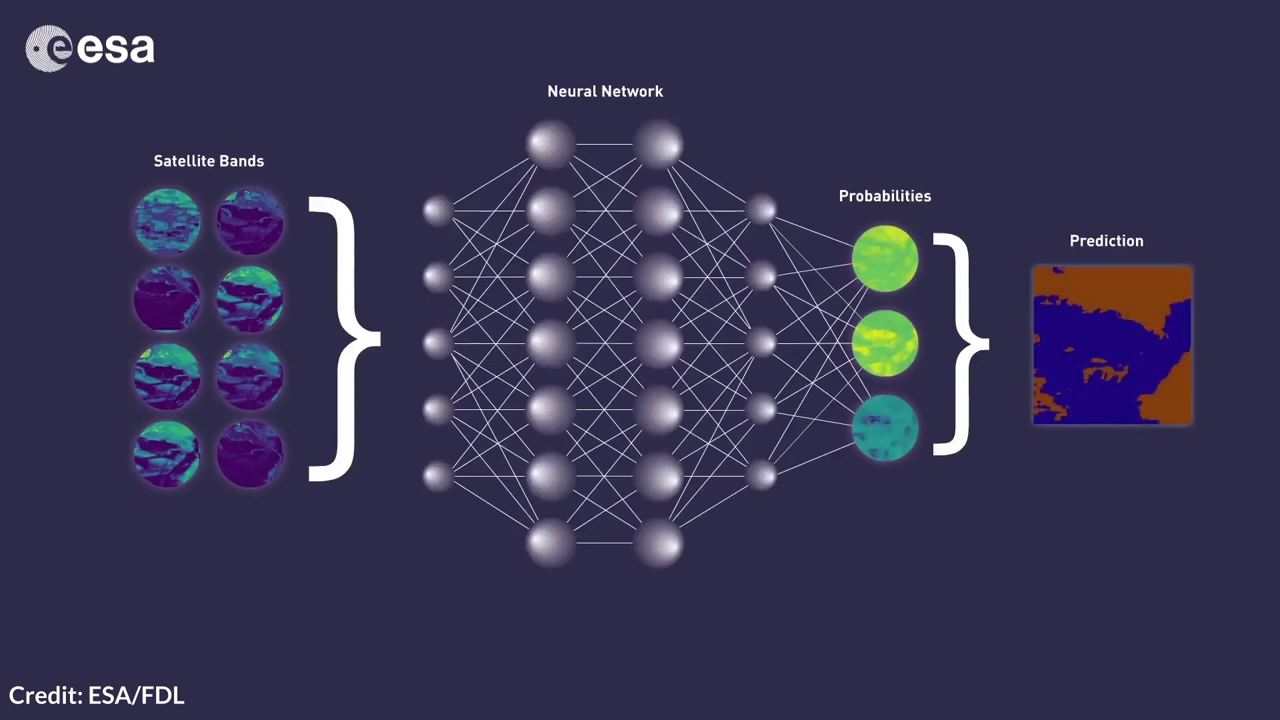 esa
Neural Network
Satellite Bands
Probabilities
Prediction
Credit: ESA/FDL